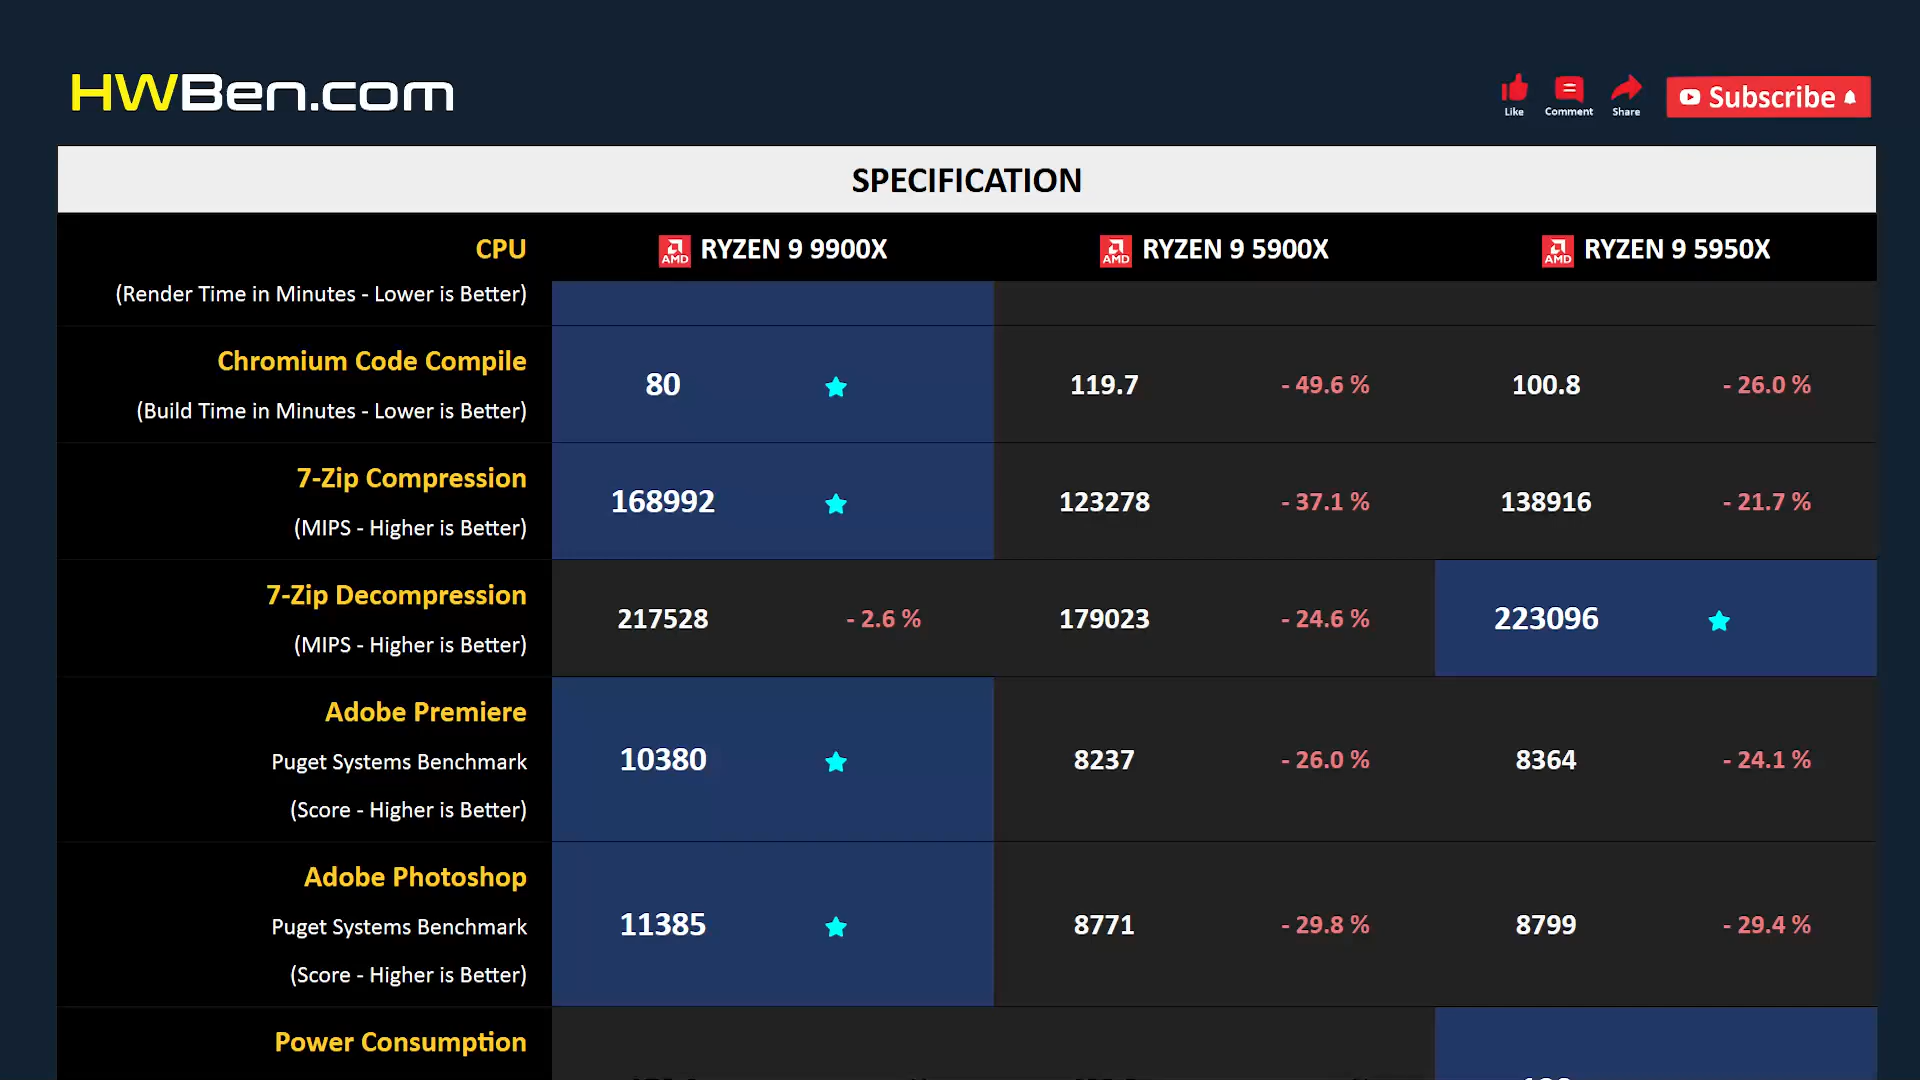 HWBen.com
Like
Comment
Share
Subscribe
SPECIFICATION
CPU
AMD RYZEN 9 9900X
AMD RYZEN 9 5900X
AMD RYZEN 9 5950X
(Render Time in Minutes - Lower is Better)
Chromium Code Compile
(Build Time in Minutes - Lower is Better)
80
119.7
- 49.6 %
100.8
- 26.0 %
7-Zip Compression
(MIPS - Higher is Better)
168992
123278
- 37.1 %
138916
- 21.7 %
7-Zip Decompression
(MIPS - Higher is Better)
217528
- 2.6 %
179023
- 24.6 %
223096
Adobe Premiere
Puget Systems Benchmark
(Score - Higher is Better)
10380
8237
- 26.0 %
8364
- 24.1 %
Adobe Photoshop
Puget Systems Benchmark
(Score - Higher is Better)
11385
8771
- 29.8 %
8799
- 29.4 %
Power Consumption